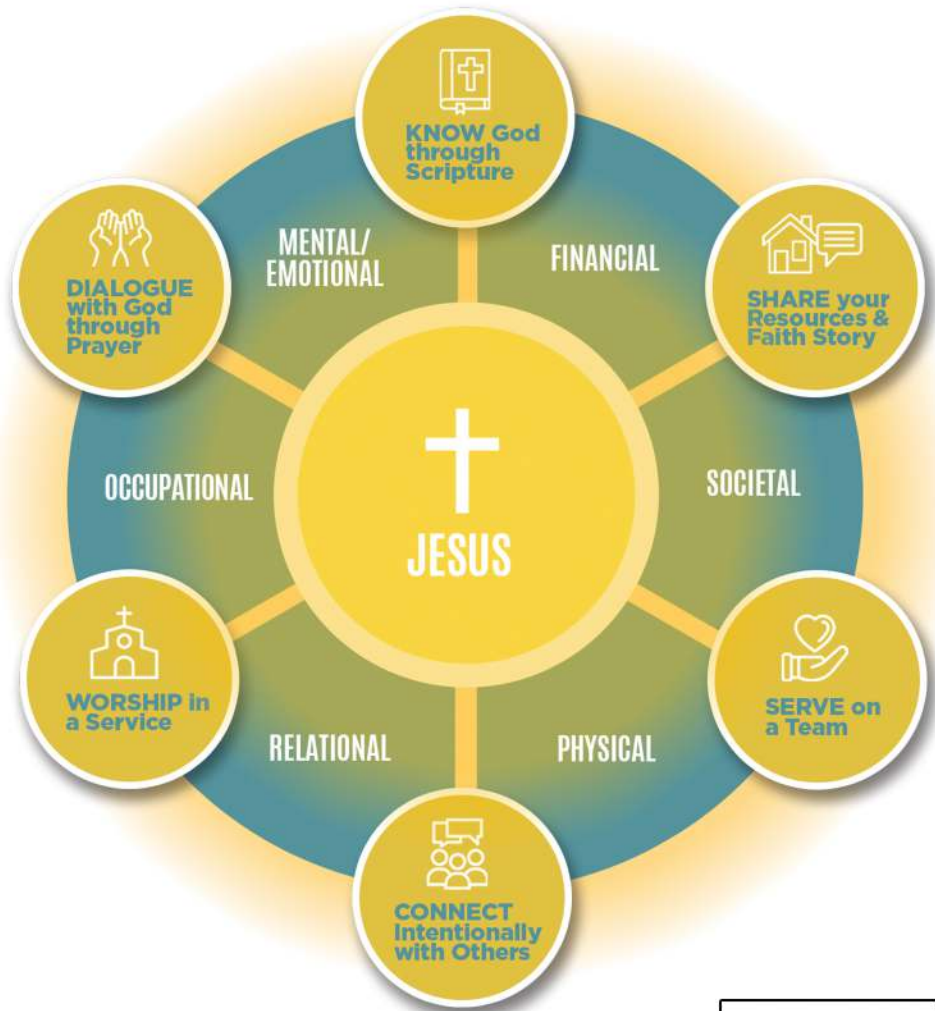 KNOW God
through
Scripture
MENTAL/
EMOTIONAL
FINANCIAL
DIALOGUE
with God
through
Prayer
SHARE your
Resources &
Faith Story
JESUS
OCCUPATIONAL
SOCIETAL
WORSHIP in
a Service
SERVE on
a Team
RELATIONAL
PHYSICAL
CONNECT
Intentionally
with Others